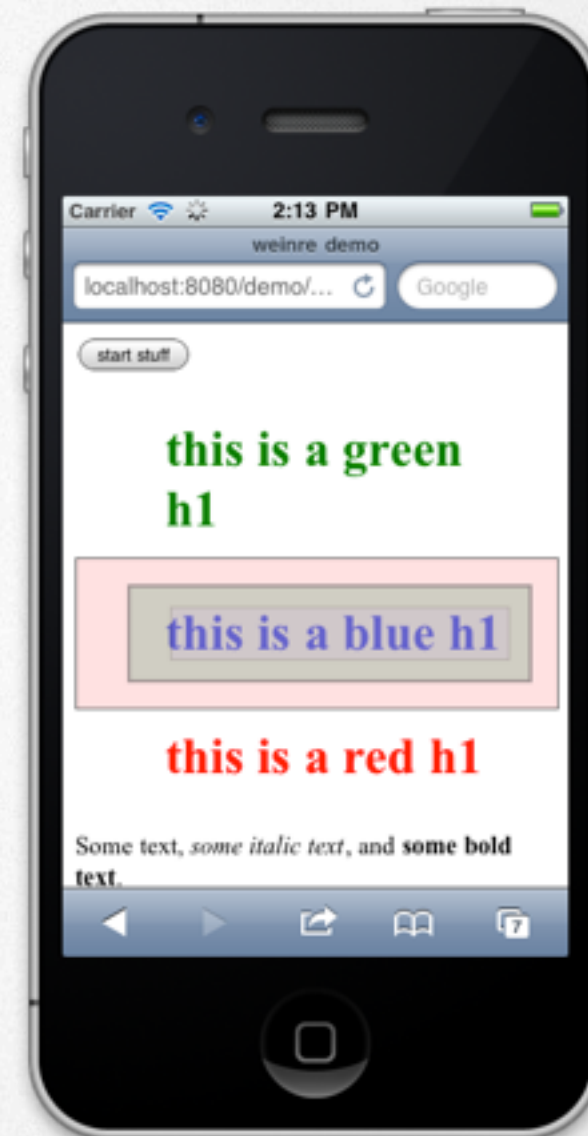 Carrier 2:13 PM
weinre demo
localhost:8080/demo/... Google
start stuff
this is a green
h1
this is a blue h1
this is a red h1
Some text, some italic text, and some bold
text.
7